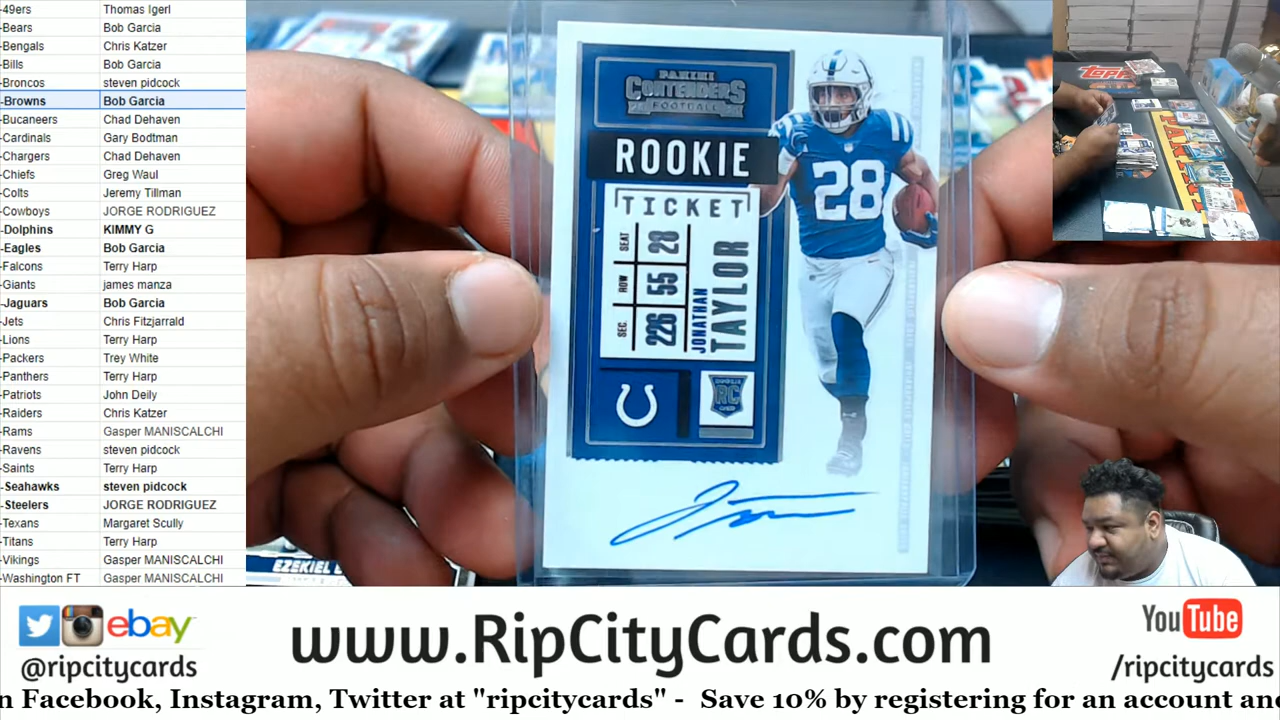 -49ers Thomas Igerl
-Bears Bob Garcia
-Bengals Chris Katzer
-Bills Bob Garcia
-Broncos steven pidcock
-Browns Bob Garcia
-Bucaneers Chad Dehaven
-Cardinals Gary Bodtman
-Chargers Chad Dehaven
-Chiefs Greg Waul
-Colts Jeremy Tillman
-Cowboys JORGE RODRIGUEZ
-Dolphins KIMMY G
-Eagles Bob Garcia
-Falcons Terry Harp
-Giants james manza
-Jaguars Bob Garcia
-Jets Chris Fitzjarrald
-Lions Terry Harp
-Packers Trey White
-Panthers Terry Harp
-Patriots John Deily
-Raiders Chris Katzer
-Rams Gasper MANISCALCHI
-Ravens steven pidcock
-Saints Terry Harp
-Seahawks steven pidcock
-Steelers JORGE RODRIGUEZ
-Texans Margaret Scully
-Titans Terry Harp
-Vikings Gasper MANISCALCHI
-Washington FT Gasper MANISCALCHI
PANINI
CONTENDERS
FOOTBALL
ROOKIE
TICKET
SEAT 28
ROW 55
SEC. 226
JONATHAN
TAYLOR
RC
28
EZEKIEL
TOPPS
ebay
@ripcitycards
www.RipCityCards.com
YouTube
/ripcitycards
n Facebook, Instagram, Twitter at "ripcitycards" - Save 10% by registering for an account and